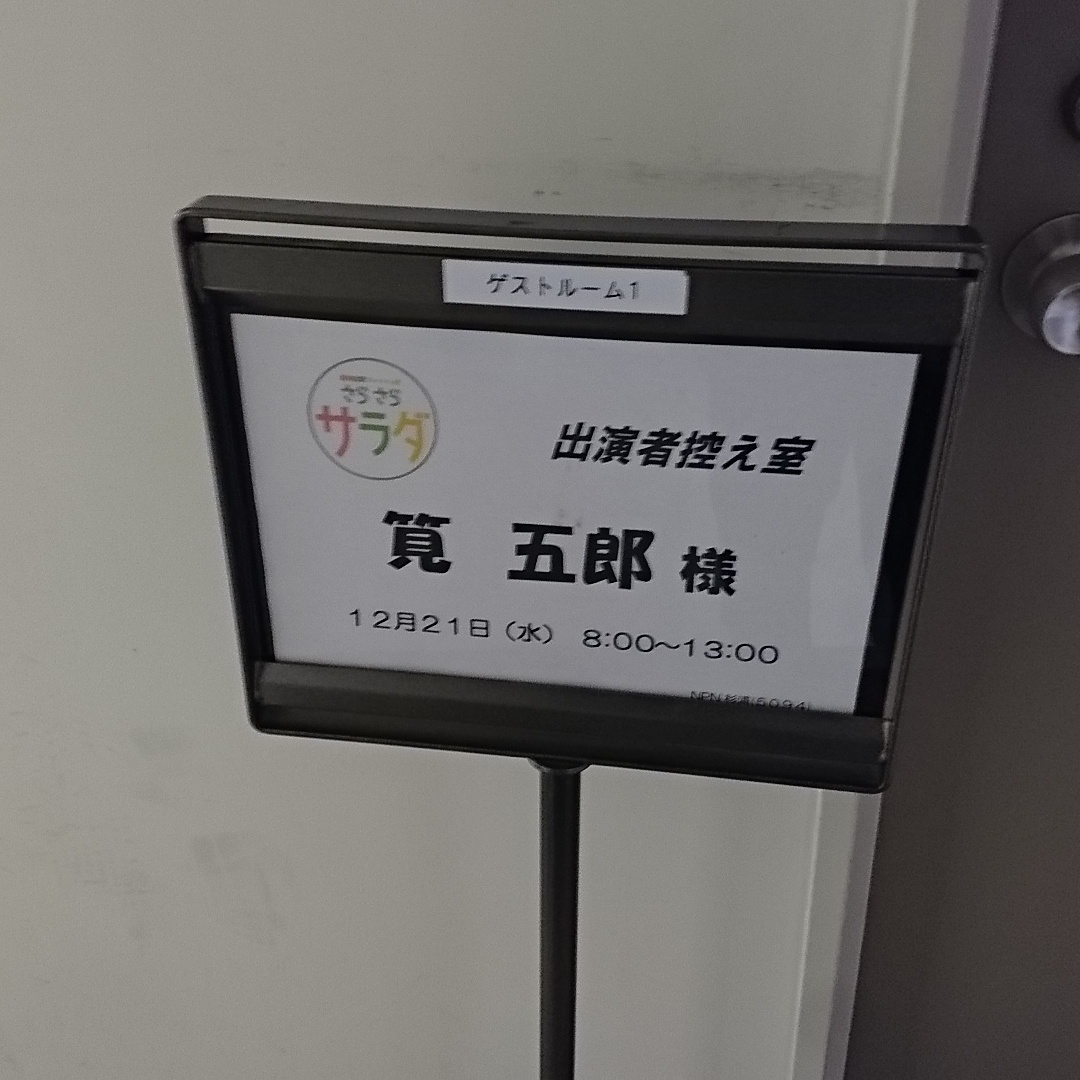 ゲストルーム1
さらさら
サラダ
出演者控え室
筧 五郎 様
12月21日（水） 8:00～13:00